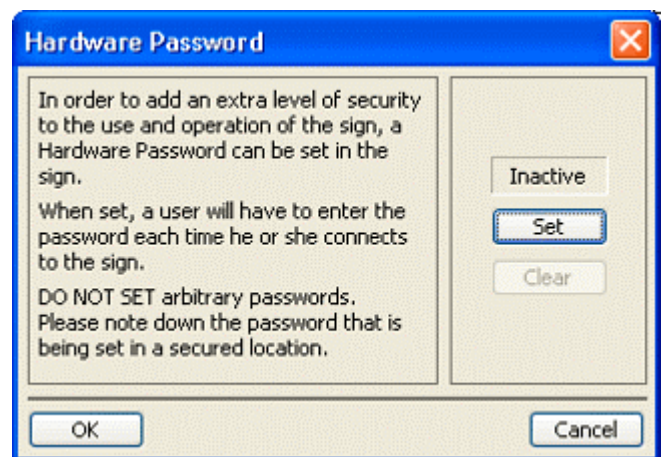 Hardware Password
In order to add an extra level of security
to the use and operation of the sign, a
Hardware Password can be set in the
sign.
When set, a user will have to enter the
password each time he or she connects
to the sign.
DO NOT SET arbitrary passwords.
Please note down the password that is
being set in a secured location.
Inactive
Set
Clear
OK
Cancel